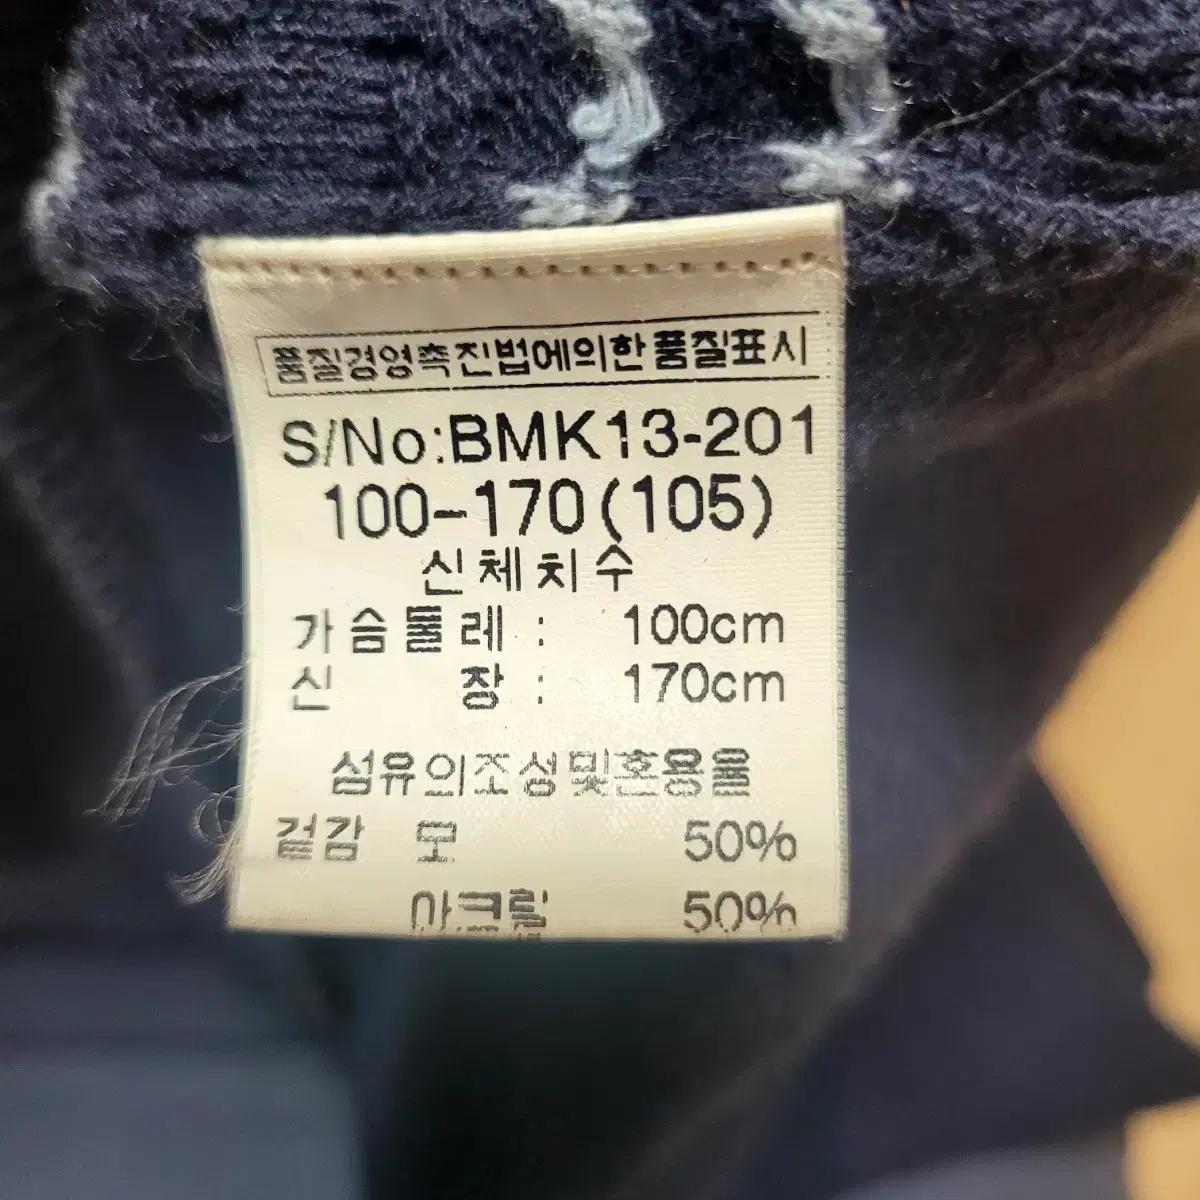 품질경영촉진법에의한품질표시
S/No:BMK13-201
100-170(105)
신체치수
가슴둘레 : 100cm
신 장 : 170cm
섬유의조성및혼용율
겉감 모 50%
아크릴 50%